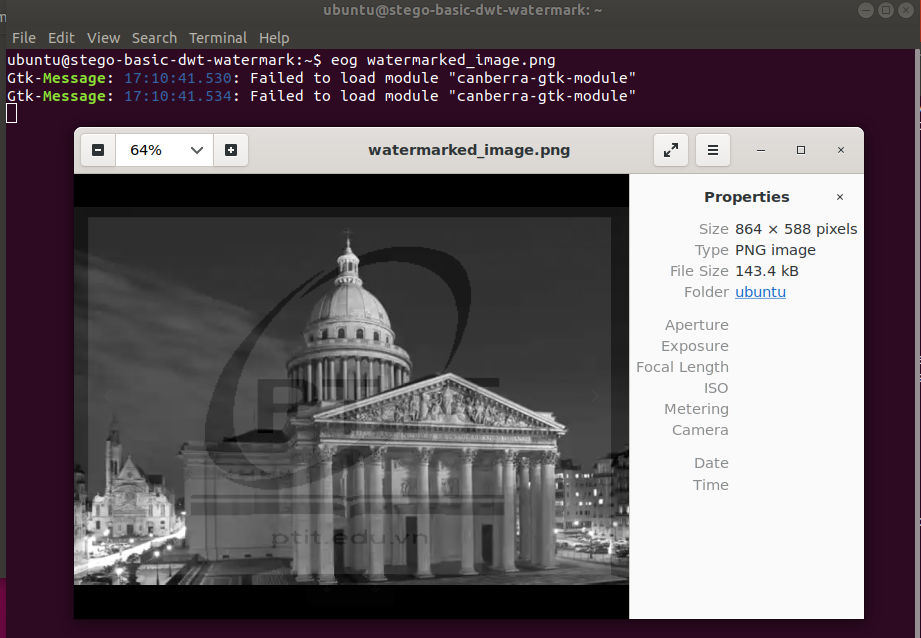 ubuntu@stego-basic-dwt-watermark: ~
File Edit View Search Terminal Help
ubuntu@stego-basic-dwt-watermark:~$ eog watermarked_image.png
Gtk-Message: 17:10:41.530: Failed to load module "canberra-gtk-module"
Gtk-Message: 17:10:41.534: Failed to load module "canberra-gtk-module"
64%
watermarked_image.png
Properties
Size 864 × 588 pixels
Type PNG image
File Size 143.4 kB
Folder ubuntu
Aperture
Exposure
Focal Length
ISO
Metering
Camera
Date
Time
PTIT
ptit.edu.vn